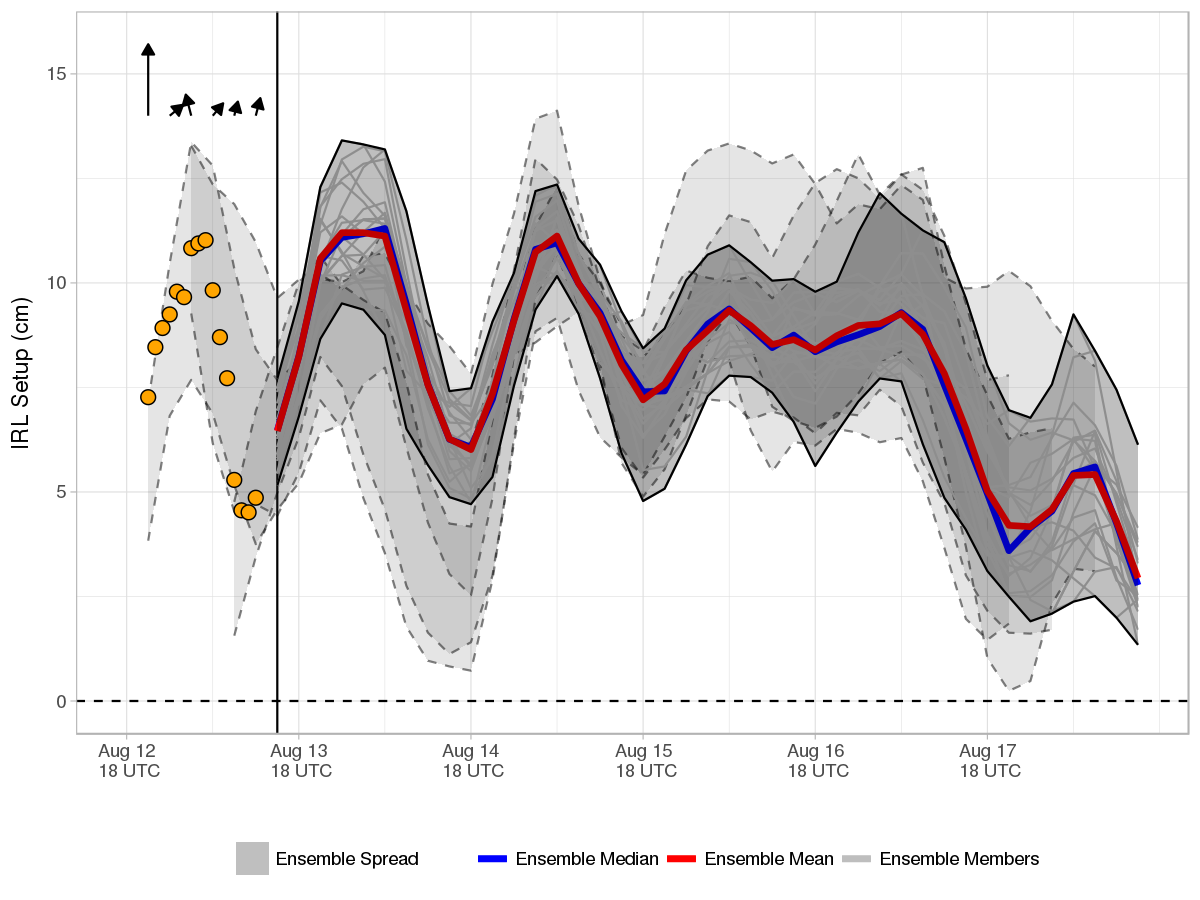 IRL Setup (cm)
15
10
5
0
Aug 12
18 UTC
Aug 13
18 UTC
Aug 14
18 UTC
Aug 15
18 UTC
Aug 16
18 UTC
Aug 17
18 UTC
Ensemble Spread
Ensemble Median
Ensemble Mean
Ensemble Members